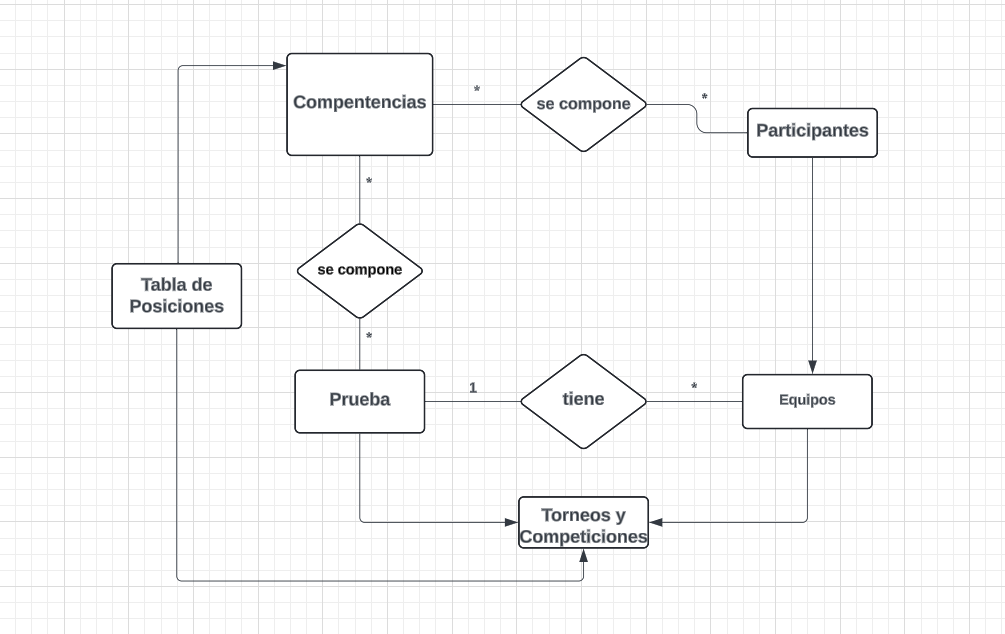 Compentencias
*
se compone
*
Participantes
*
se compone
Tabla de
Posiciones
*
Prueba
1
tiene
*
Equipos
Torneos y
Competiciones